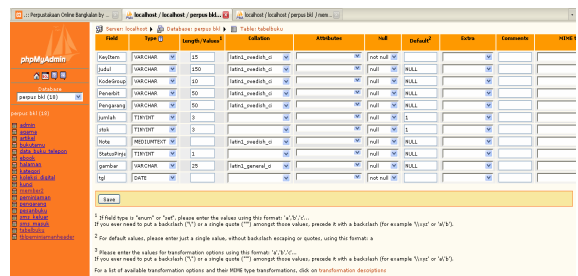 .:: Perpustakaan Online Bangkalan by ...
localhost / localhost / perpus bkl...
localhost / localhost / perpus bkl / mem...
phpMyAdmin
Database
perpus bkl (18)
perpus bkl (18)
admin
agama
artikel
bukutamu
data buku telepon
ebook
halaman
kategori
koleksi digital
kunci
member2
peminjaman
pengarang
pesanbuku
sms_keluar
sms_masuk
tabelbuku
tblpeminjamanheader
Server: localhost Database: perpus bkl Table: tabelbuku
Field Type Length/Values1 Collation Attributes Null Default2 Extra Comments MIME t
KeyItem VARCHAR 15 latin1_swedish_ci not null
judul VARCHAR 150 latin1_swedish_ci null NULL
KodeGroup VARCHAR 10 latin1_swedish_ci null NULL
Penerbit VARCHAR 50 latin1_swedish_ci null NULL
Pengarang VARCHAR 50 latin1_swedish_ci null NULL
jumlah TINYINT 3 null 1
stok TINYINT 3 null 1
Note MEDIUMTEXT latin1_swedish_ci null NULL
StatusPinja TINYINT 1 null NULL
gambar VARCHAR 25 latin1_general_ci null NULL
tgl DATE not null
Save
1 If field type is "enum" or "set", please enter the values using this format: 'a','b','c'...
If you ever need to put a backslash ("\") or a single quote ("'") amongst those values, precede it with a backslash (for example '\\xyz' or 'a\'b').
2 For default values, please enter just a single value, without backslash escaping or quotes, using this format: a
3 Please enter the values for transformation options using this format: 'a','b','c'...
If you ever need to put a backslash ("\") or a single quote ("'") amongst those values, precede it with a backslash (for example '\\xyz' or 'a\'b').
For a list of available transformation options and their MIME type transformations, click on transformation descriptions